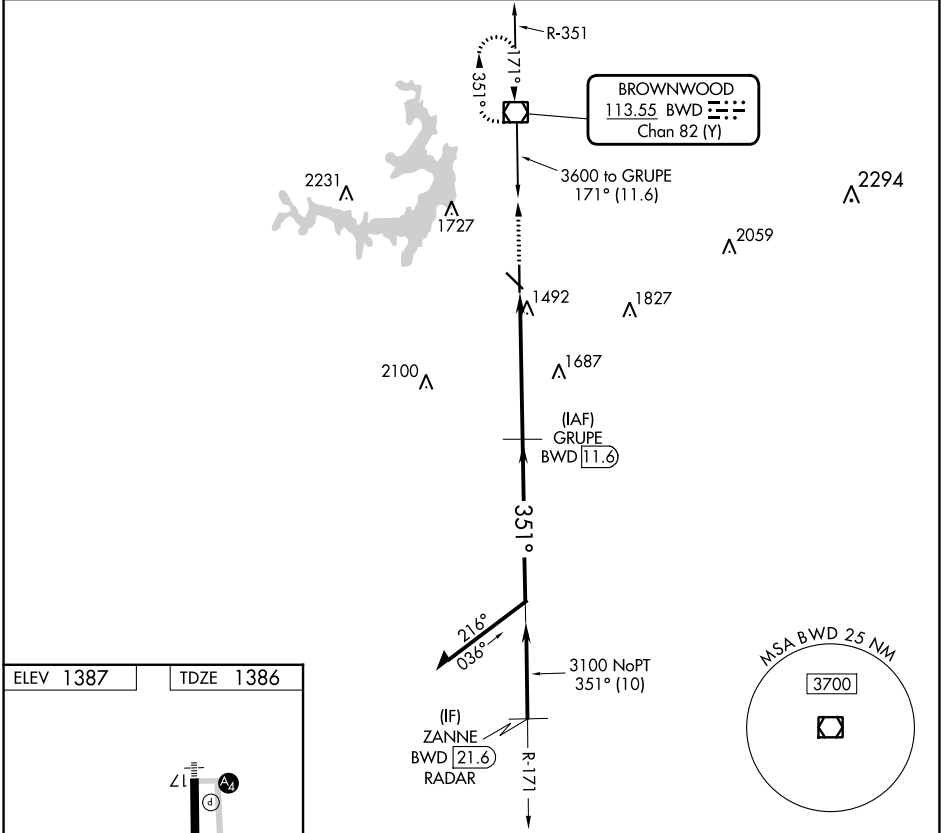 R-351
171°
351°
BROWNWOOD
113.55 BWD
Chan 82 (Y)
3600 to GRUPE
171° (11.6)
2231
1727
2294
2059
1492
1827
2100
1687
(IAF)
GRUPE
BWD 11.6
351°
216°
036°
3100 NoPT
351° (10)
(IF)
ZANNE
BWD 21.6
RADAR
R-171
MSA BWD 25 NM
3700
ELEV 1387
TDZE 1386
17
A4
P